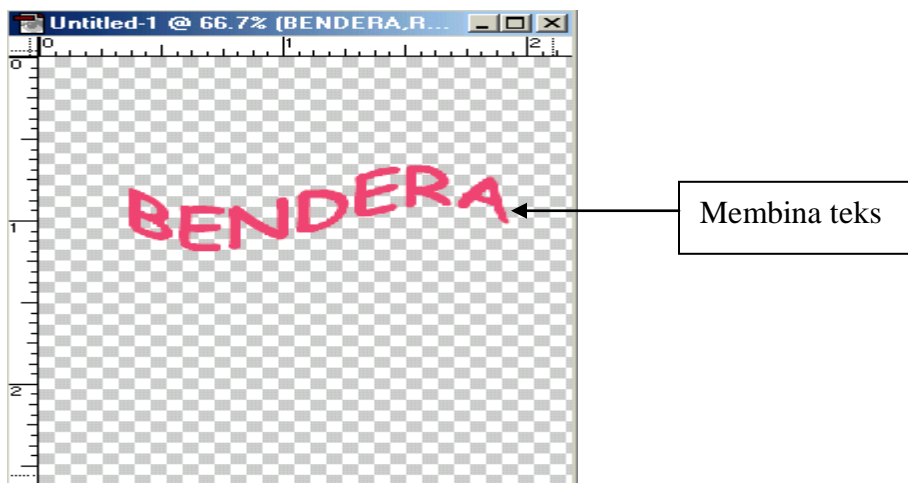 Untitled-1 @ 66.7% (BENDERA,R...
0 1 2
0
BENDERA
Membina teks
1
2